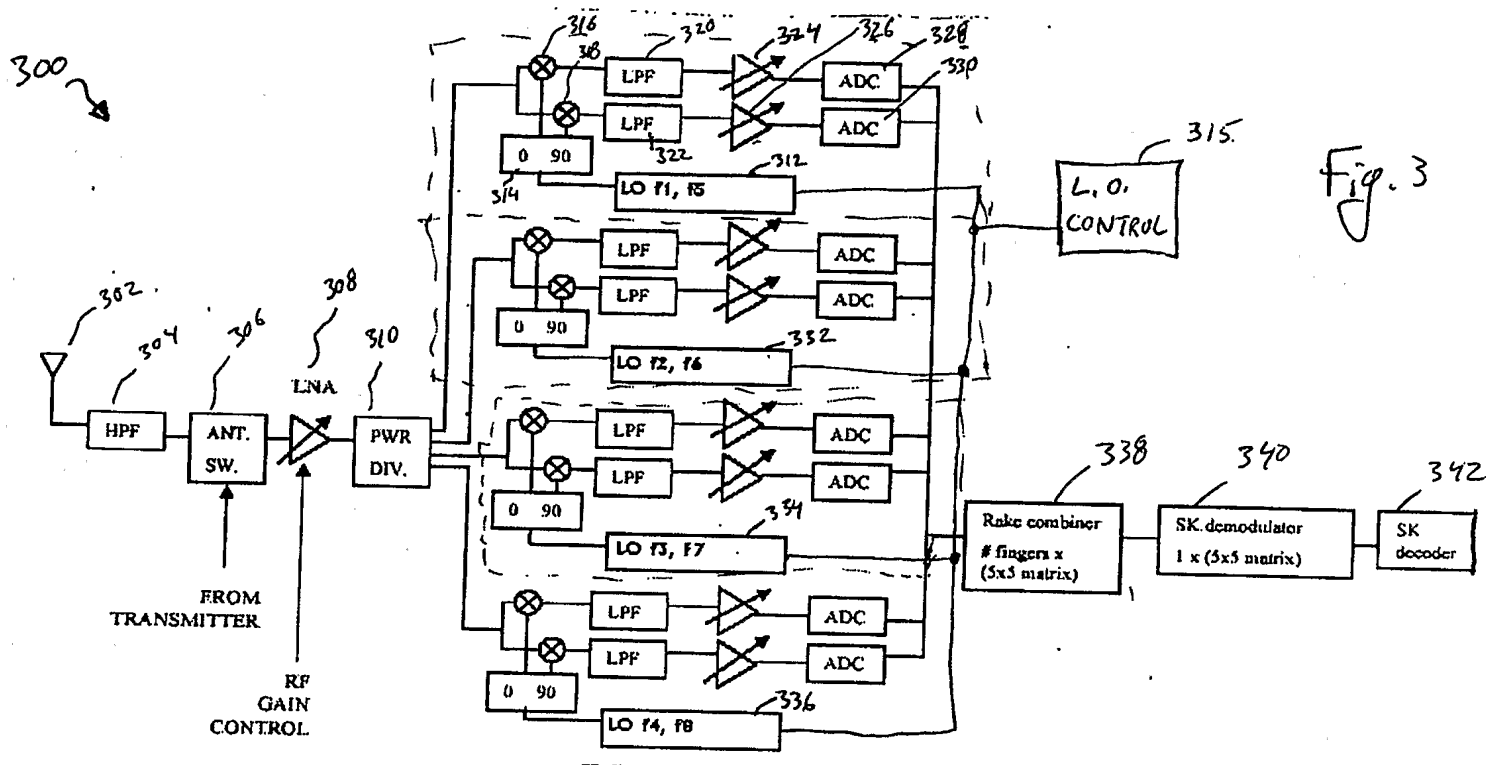 300
316
318
320
324
326
328
330
LPF
ADC.
LPF
ADC
322
0 90
314
312
LO f1, f5
315.
L.O.
CONTROL
Fig. 3
LPF
ADC
LPF
ADC
0 90
332
LO f2, f6
302
304
306
308
310
LNA
HPF
ANT.
SW.
PWR
DIV.
LPF
ADC
LPF
ADC
0 90
334
LO f3, f7
338
340
342
Rake combiner
# fingers x
(5x5 matrix)
SK demodulator
1 x (5x5 matrix)
SK
decoder
FROM
TRANSMITTER
RF
GAIN
CONTROL
LPF
ADC
LPF
ADC
0 90
336
LO f4, f8